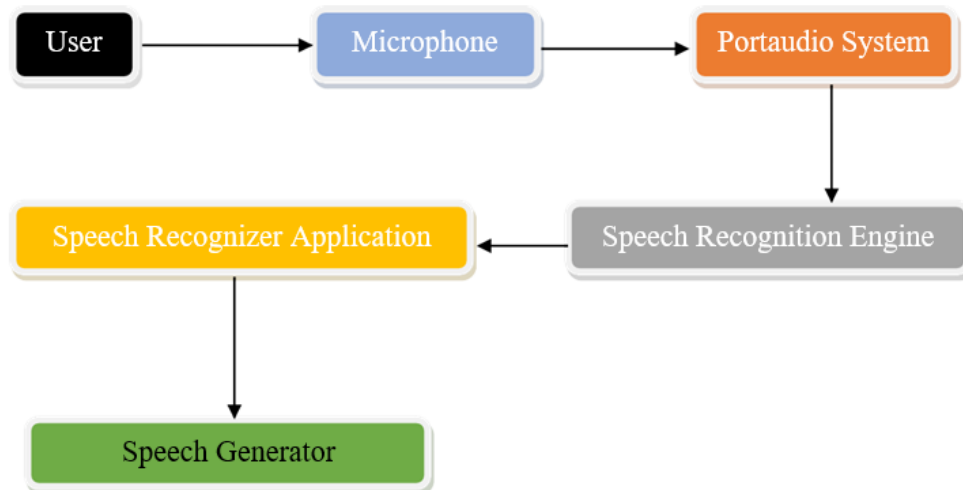 User
Microphone
Portaudio System
Speech Recognition Engine
Speech Recognizer Application
Speech Generator